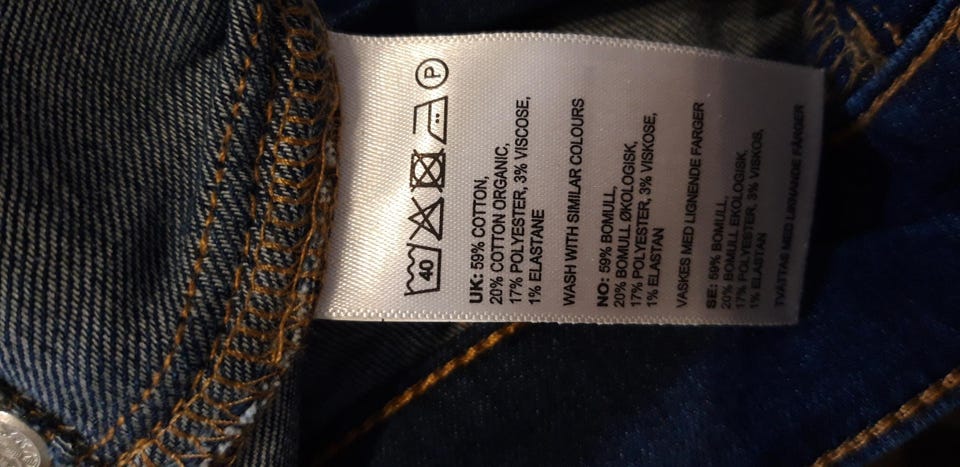 40
P
UK: 59% COTTON,
20% COTTON ORGANIC,
17% POLYESTER, 3% VISCOSE,
1% ELASTANE
WASH WITH SIMILAR COLOURS
NO: 59% BOMULL,
20% BOMULL ØKOLOGISK,
17% POLYESTER, 3% VISKOSE,
1% ELASTAN
VASKES MED LIGNENDE FARGER
SE: 59% BOMULL,
20% BOMULL EKOLOGISK,
17% POLYESTER, 3% VISKOS,
1% ELASTAN
TVÄTTAS MED LIKNANDE FÄRGER